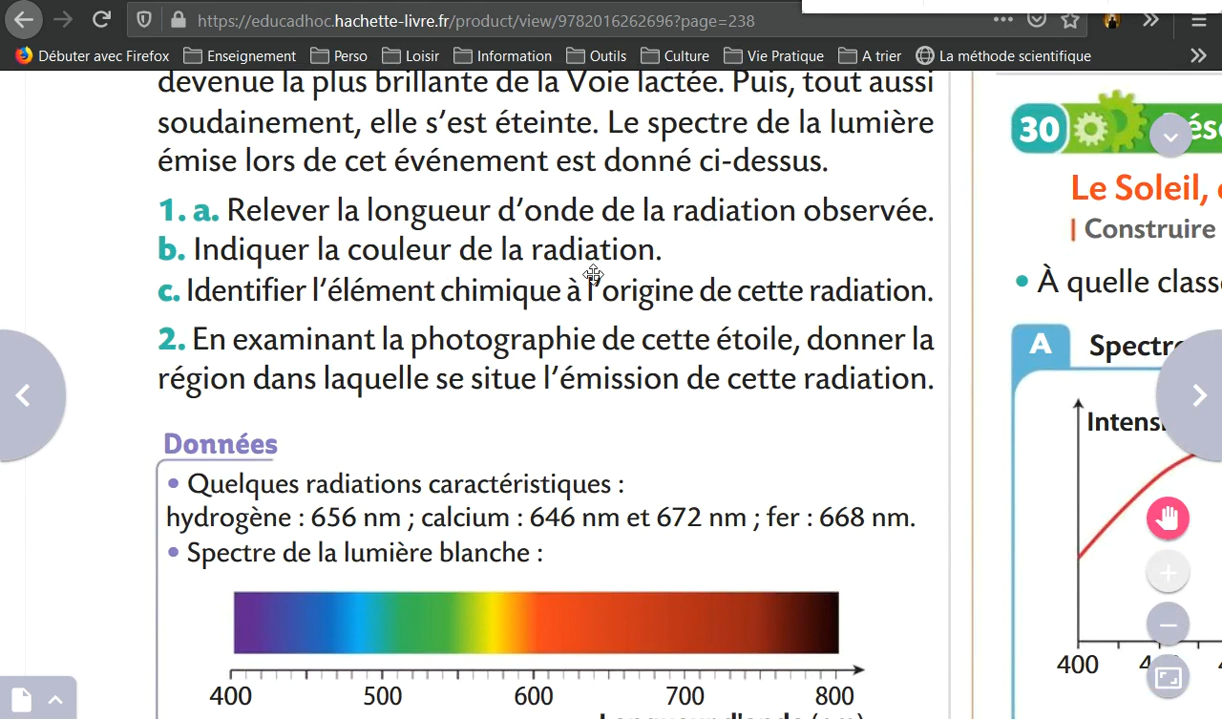 https://educadhoc.hachette-livre.fr/product/view/9782016262696?page=238
Débuter avec Firefox Enseignement Perso Loisir Information Outils Culture Vie Pratique A trier La méthode scientifique
devenue la plus brillante de la Voie lactée. Puis, tout aussi
soudainement, elle s'est éteinte. Le spectre de la lumière
émise lors de cet événement est donné ci-dessus.
1. a. Relever la longueur d'onde de la radiation observée.
b. Indiquer la couleur de la radiation.
c. Identifier l'élément chimique à l'origine de cette radiation.
2. En examinant la photographie de cette étoile, donner la
région dans laquelle se situe l'émission de cette radiation.
Données
• Quelques radiations caractéristiques :
hydrogène : 656 nm ; calcium : 646 nm et 672 nm ; fer : 668 nm.
• Spectre de la lumière blanche :
400 500 600 700 800
Longueur d'onde (nm)
30
Le Soleil,
Construire
• À quelle class
A Spectr
Intens
400